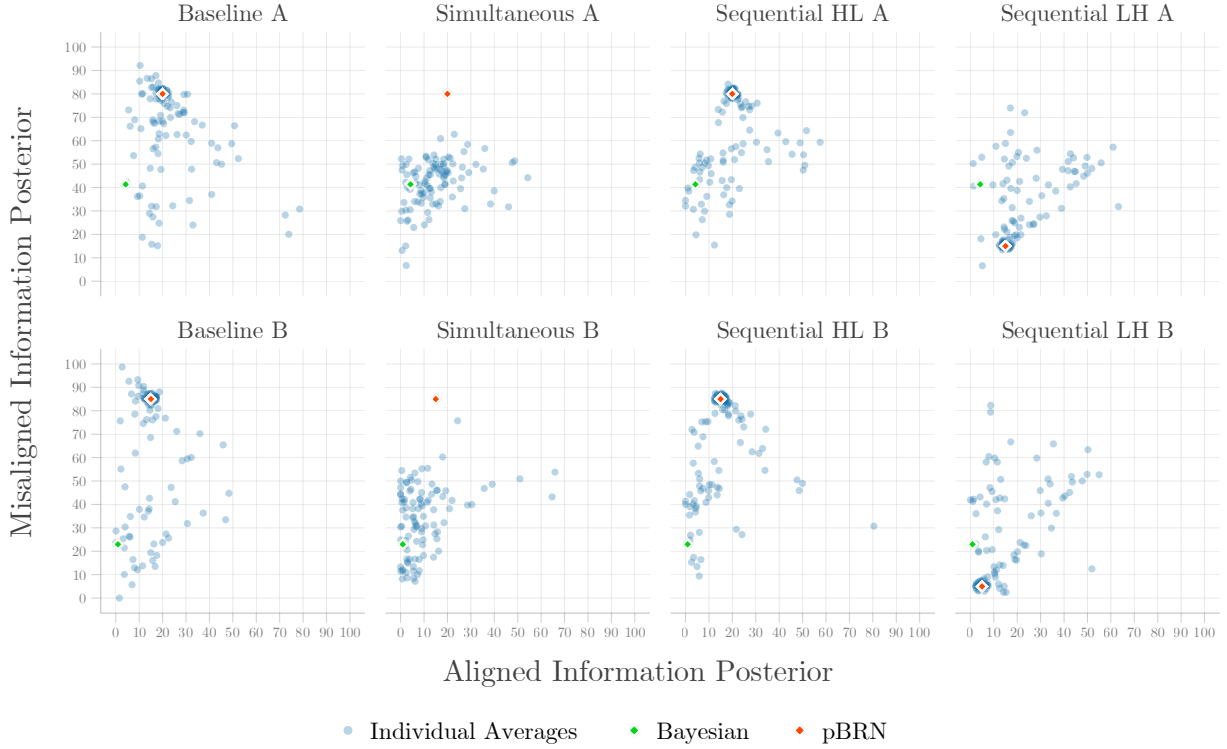 Baseline A
Simultaneous A
Sequential HL A
Sequential LH A
100
90
80
70
60
50
40
30
20
10
0
Misaligned Information Posterior
Baseline B
Simultaneous B
Sequential HL B
Sequential LH B
100
90
80
70
60
50
40
30
20
10
0
0 10 20 30 40 50 60 70 80 90 100
0 10 20 30 40 50 60 70 80 90 100
0 10 20 30 40 50 60 70 80 90 100
0 10 20 30 40 50 60 70 80 90 100
Aligned Information Posterior
Individual Averages
Bayesian
pBRN